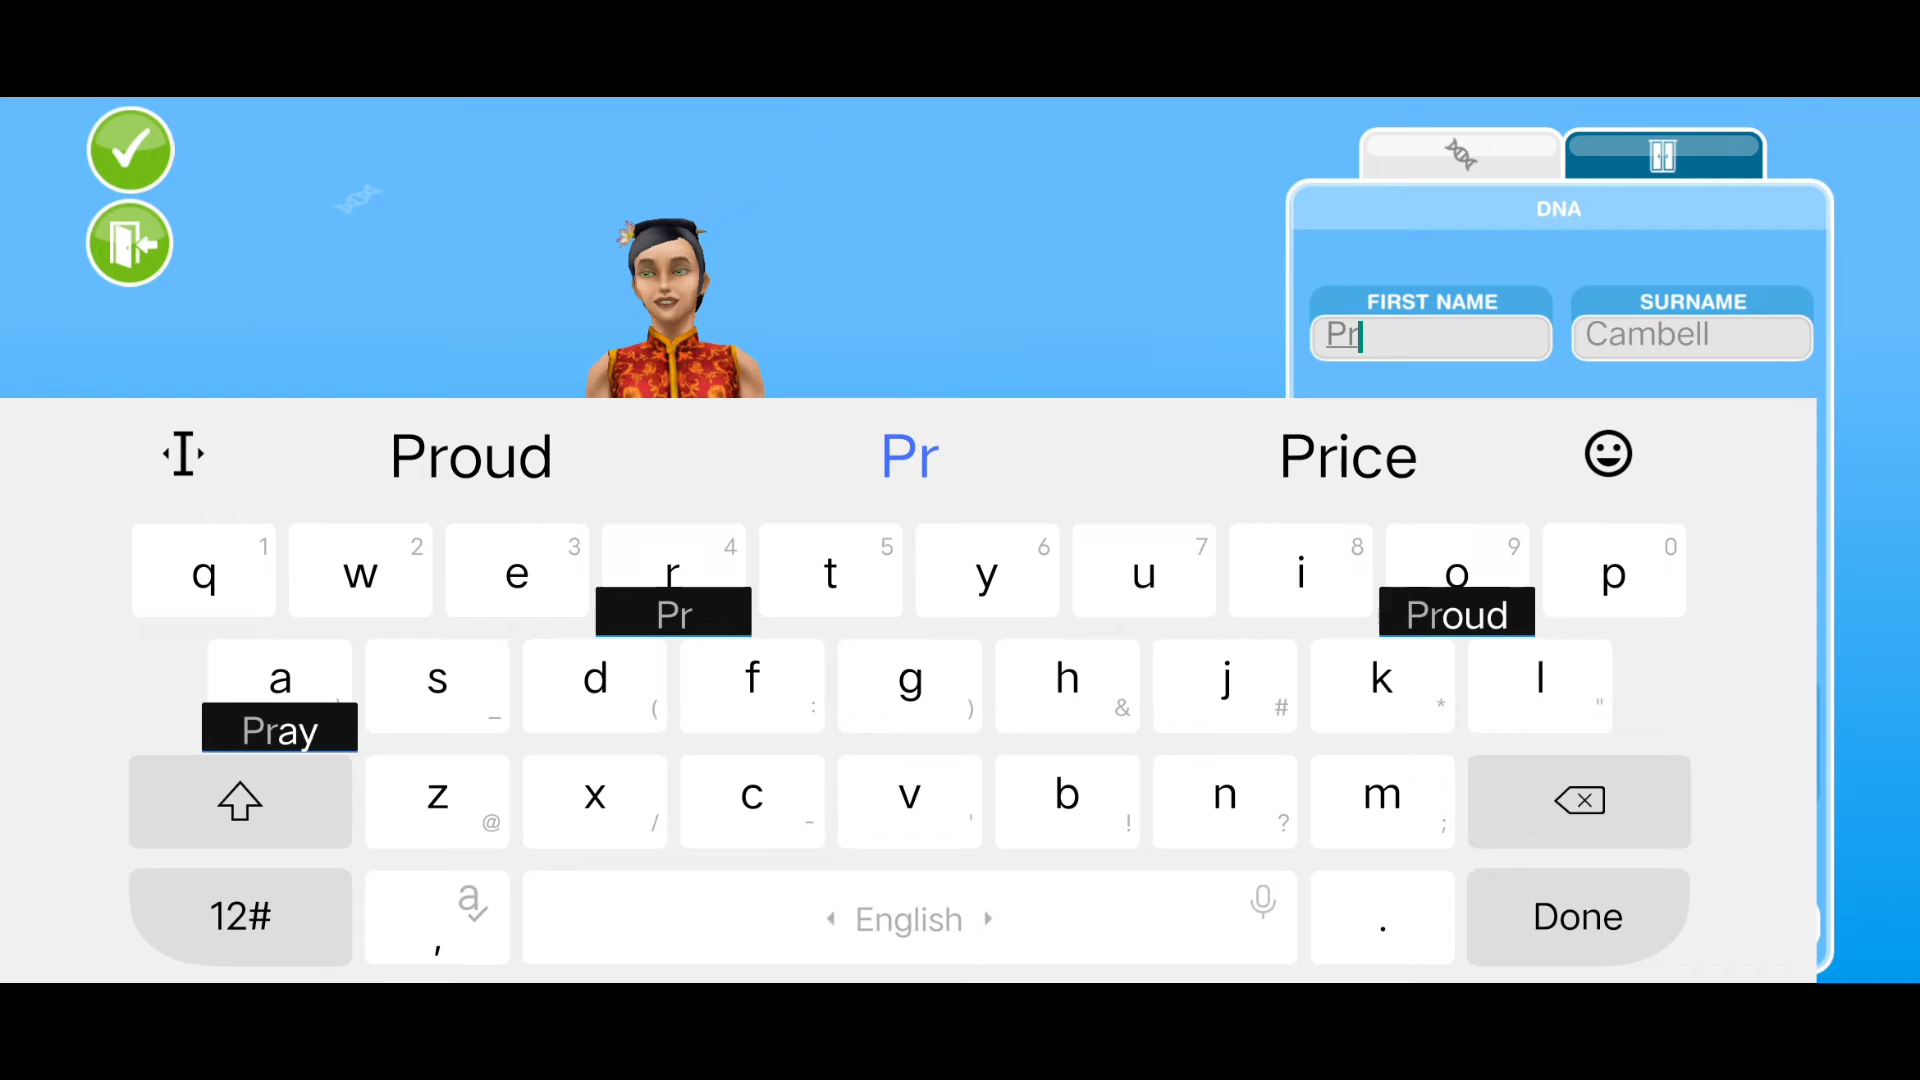 DNA
FIRST NAME SURNAME
Pr Cambell
Proud Pr Price
1 2 3 4 5 6 7 8 9 0
q w e r t y u i o p
Pr Proud
a s d f g h j k l
_ ( : ) & # * "
Pray
z x c v b n m
@ / - ' ! ? ;
12# , a English . Done